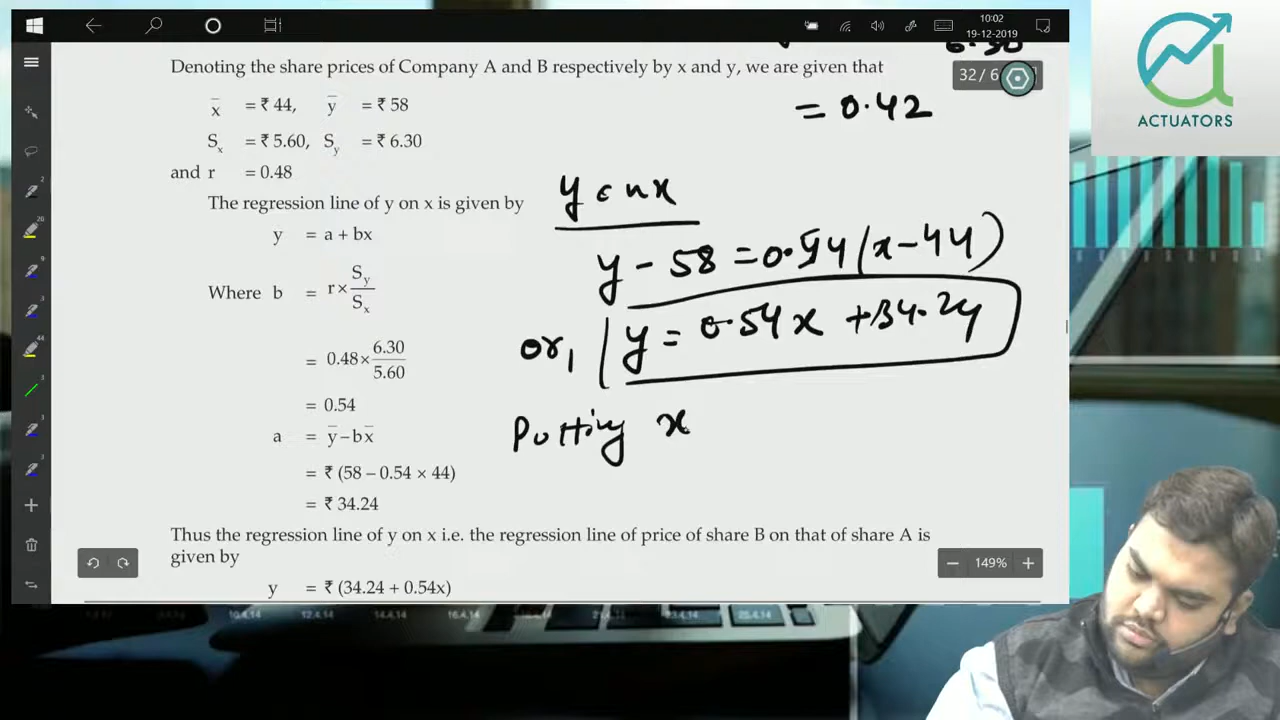 10:02
19-12-2019
ACTUATORS
32 / 6
Denoting the share prices of Company A and B respectively by x and y, we are given that
x̄ = ₹ 44, ȳ = ₹ 58
= 0.42
Sx = ₹ 5.60, Sy = ₹ 6.30
and r = 0.48
y on x
The regression line of y on x is given by
y = a + bx
y - 58 = 0.54 (x - 44)
Where b = r × Sy / Sx
or, y = 0.54x + 34.24
= 0.48 × 6.30 / 5.60
= 0.54
Putting x
a = ȳ – bx̄
= ₹ (58 – 0.54 × 44)
= ₹ 34.24
Thus the regression line of y on x i.e. the regression line of price of share B on that of share A is
given by
149%
y = ₹ (34.24 + 0.54x)